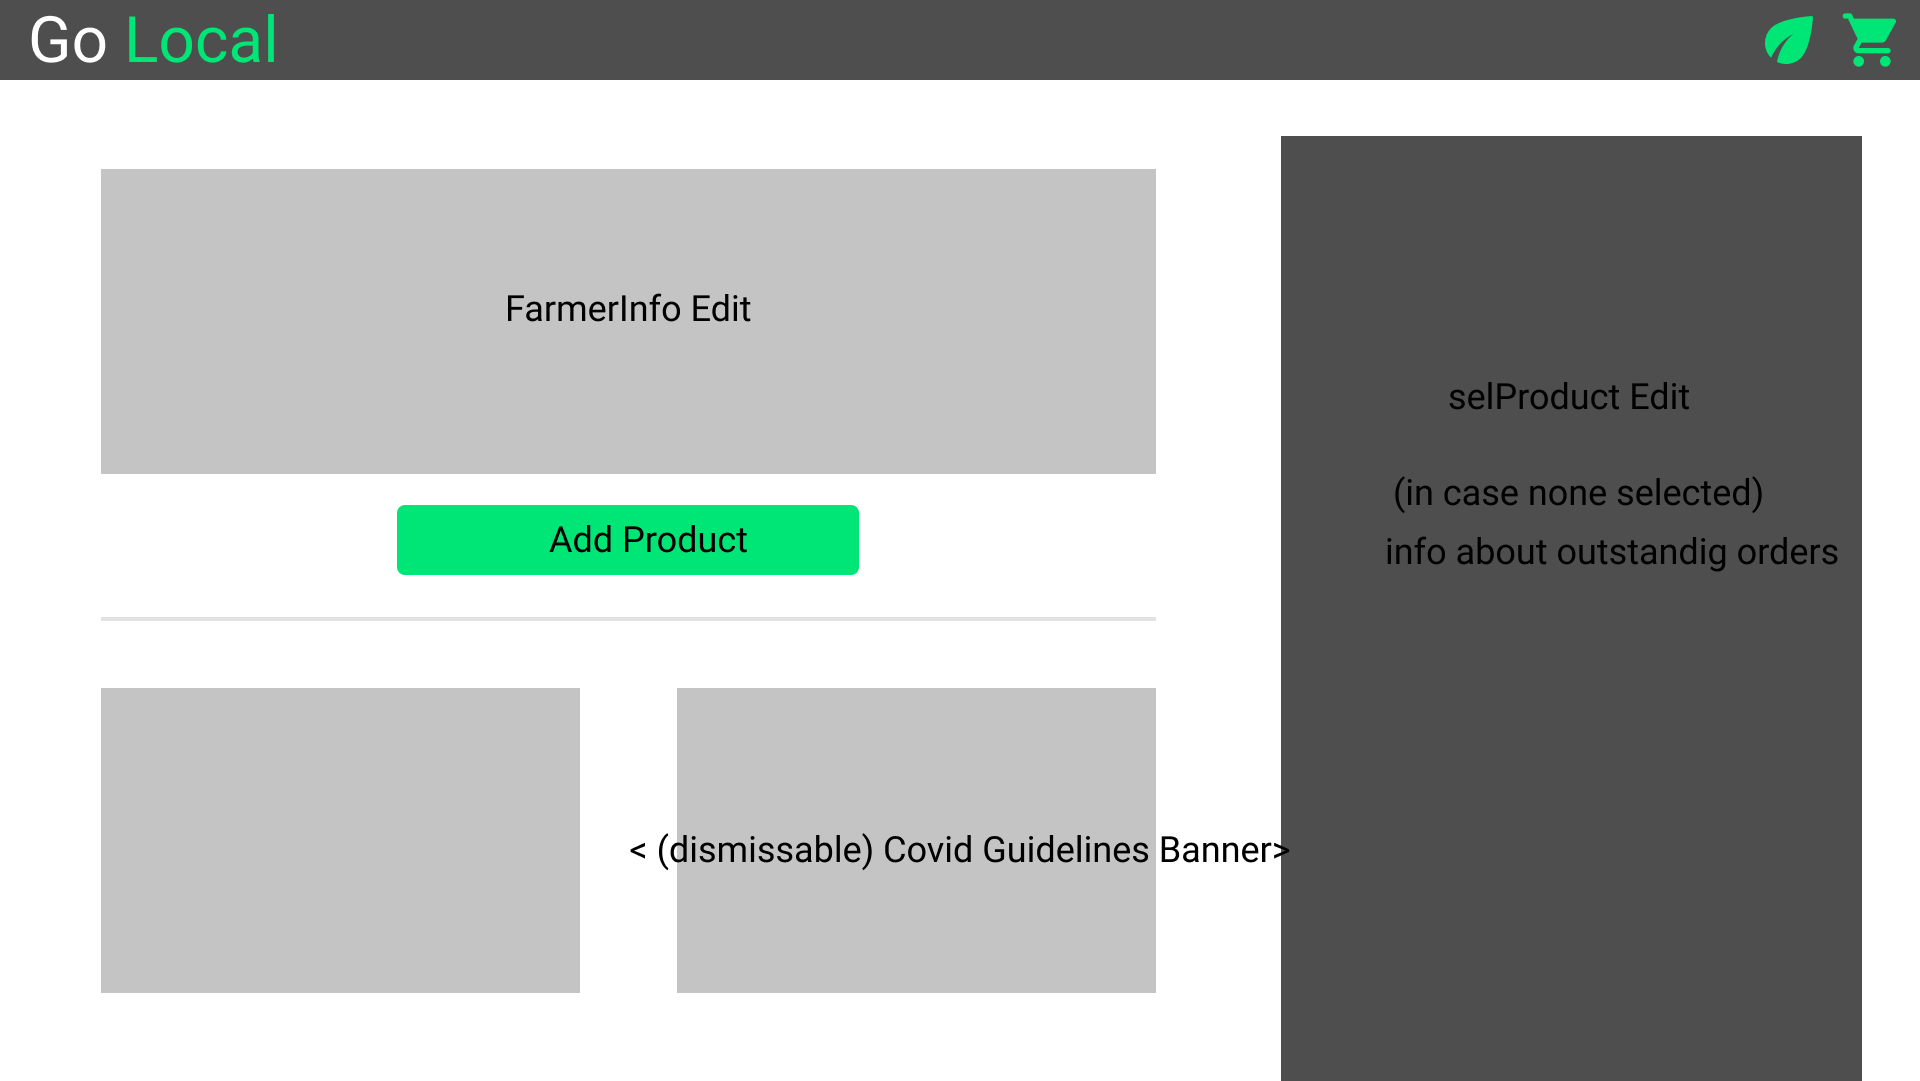 Go Local
FarmerInfo Edit
Add Product
< (dismissable) Covid Guidelines Banner>
selProduct Edit
(in case none selected)
info about outstandig orders